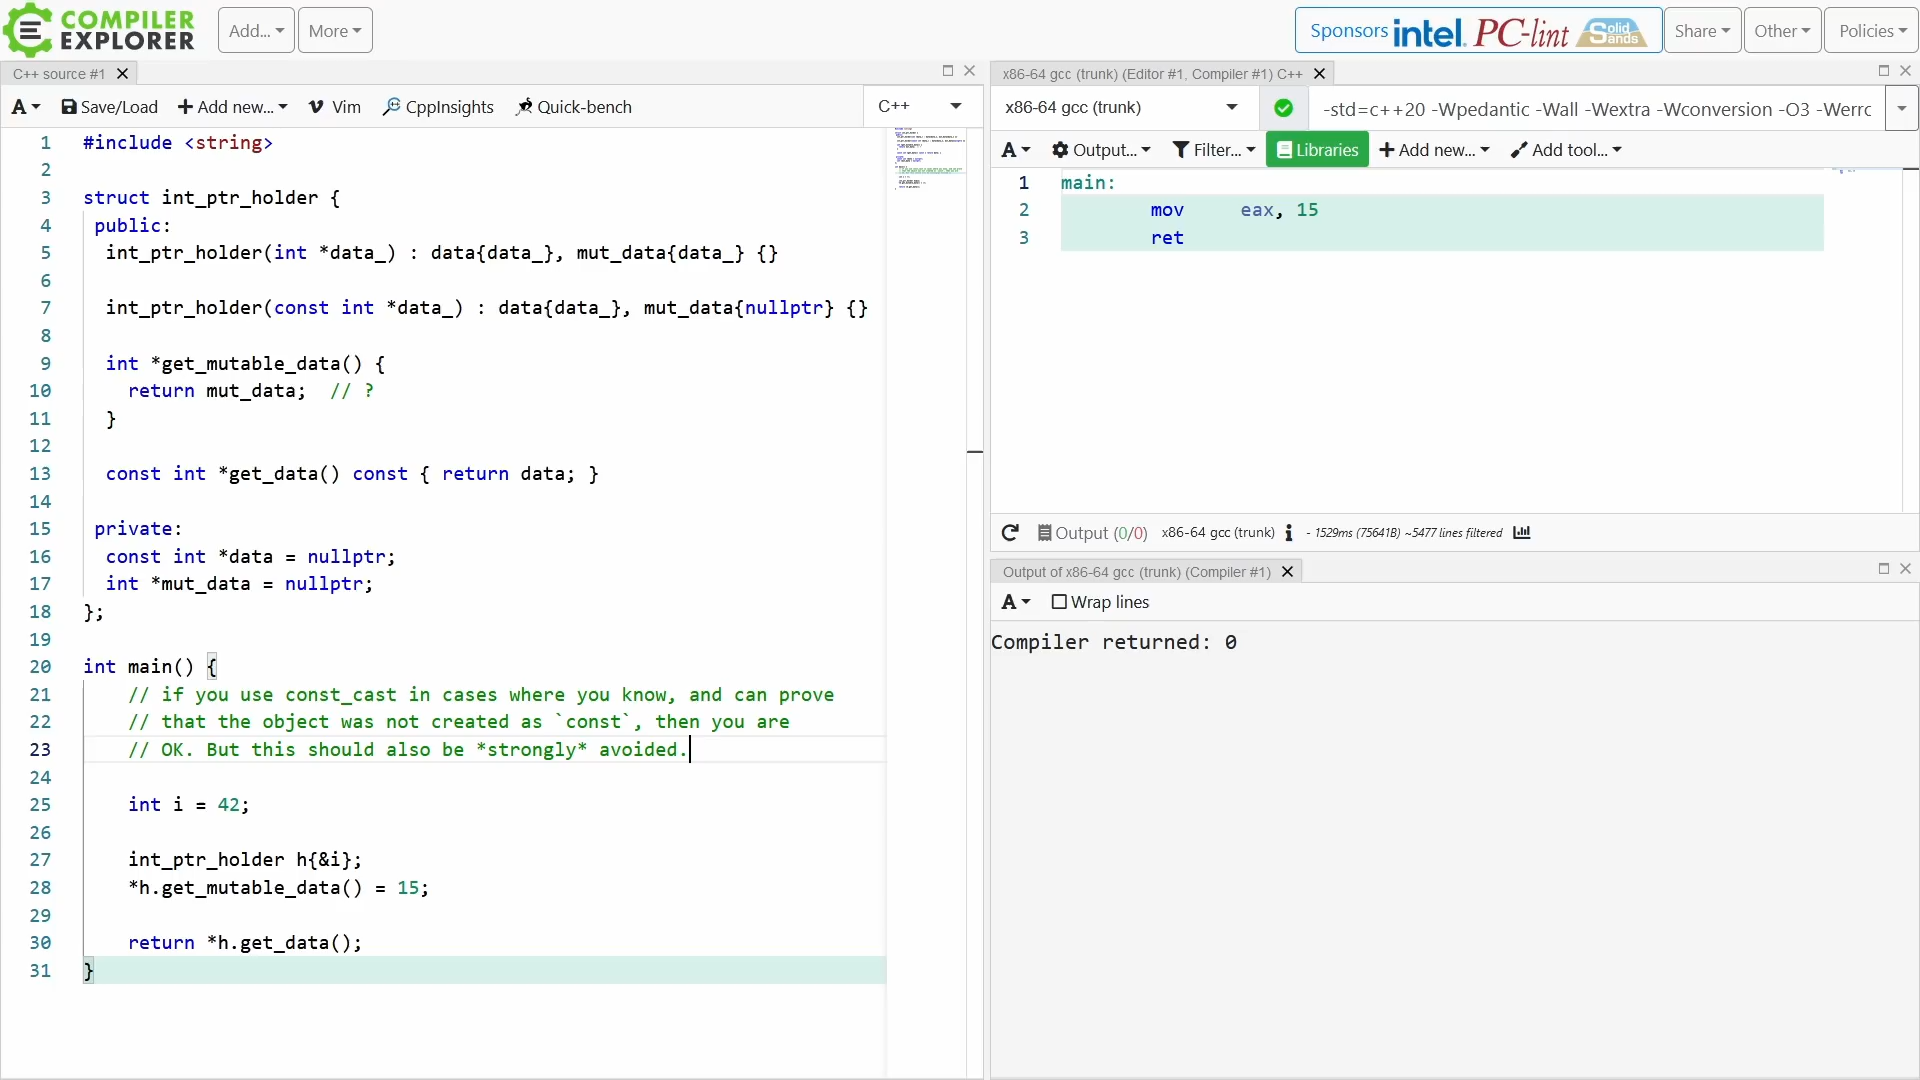 COMPILER EXPLORER
Add...
More
Sponsors intel. PC-lint Solid Sands
Share
Other
Policies
C++ source #1
A
Save/Load
Add new...
Vim
CppInsights
Quick-bench
C++
1 #include <string>
2
3 struct int_ptr_holder {
4  public:
5   int_ptr_holder(int *data_) : data{data_}, mut_data{data_} {}
6
7   int_ptr_holder(const int *data_) : data{data_}, mut_data{nullptr} {}
8
9   int *get_mutable_data() {
10     return mut_data;  // ?
11   }
12
13   const int *get_data() const { return data; }
14
15  private:
16   const int *data = nullptr;
17   int *mut_data = nullptr;
18 };
19
20 int main() {
21     // if you use const_cast in cases where you know, and can prove
22     // that the object was not created as `const`, then you are
23     // OK. But this should also be *strongly* avoided.
24
25     int i = 42;
26
27     int_ptr_holder h{&i};
28     *h.get_mutable_data() = 15;
29
30     return *h.get_data();
31 }
x86-64 gcc (trunk) (Editor #1, Compiler #1) C++
x86-64 gcc (trunk)
-std=c++20 -Wpedantic -Wall -Wextra -Wconversion -O3 -Werrc
A
Output...
Filter...
Libraries
Add new...
Add tool...
1 main:
2         mov     eax, 15
3         ret
Output (0/0) x86-64 gcc (trunk) - 1529ms (75641B) ~5477 lines filtered
Output of x86-64 gcc (trunk) (Compiler #1)
A
Wrap lines
Compiler returned: 0